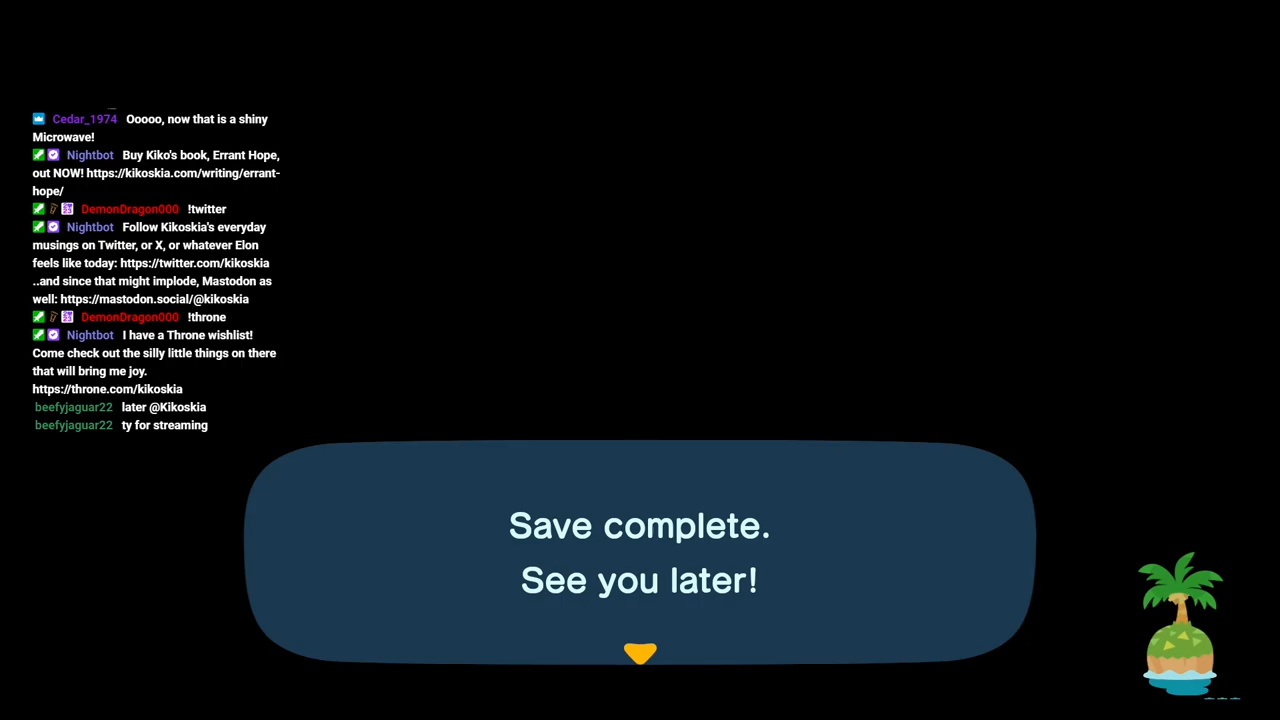 Cedar_1974 Ooooo, now that is a shiny
Microwave!
Nightbot Buy Kiko's book, Errant Hope,
out NOW! https://kikoskia.com/writing/errant-
hope/
DemonDragon000 !twitter
Nightbot Follow Kikoskia's everyday
musings on Twitter, or X, or whatever Elon
feels like today: https://twitter.com/kikoskia
..and since that might implode, Mastodon as
well: https://mastodon.social/@kikoskia
DemonDragon000 !throne
Nightbot I have a Throne wishlist!
Come check out the silly little things on there
that will bring me joy.
https://throne.com/kikoskia
beefyjaguar22 later @Kikoskia
beefyjaguar22 ty for streaming
Save complete.
See you later!